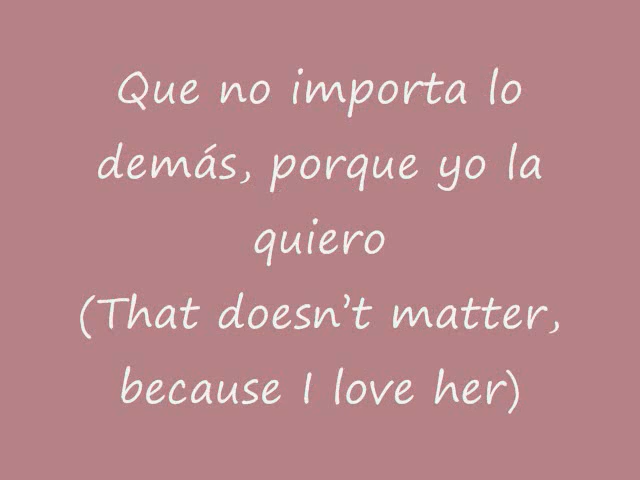 Que no importa lo
demás, porque yo la
quiero
(That doesn't matter,
because I love her)